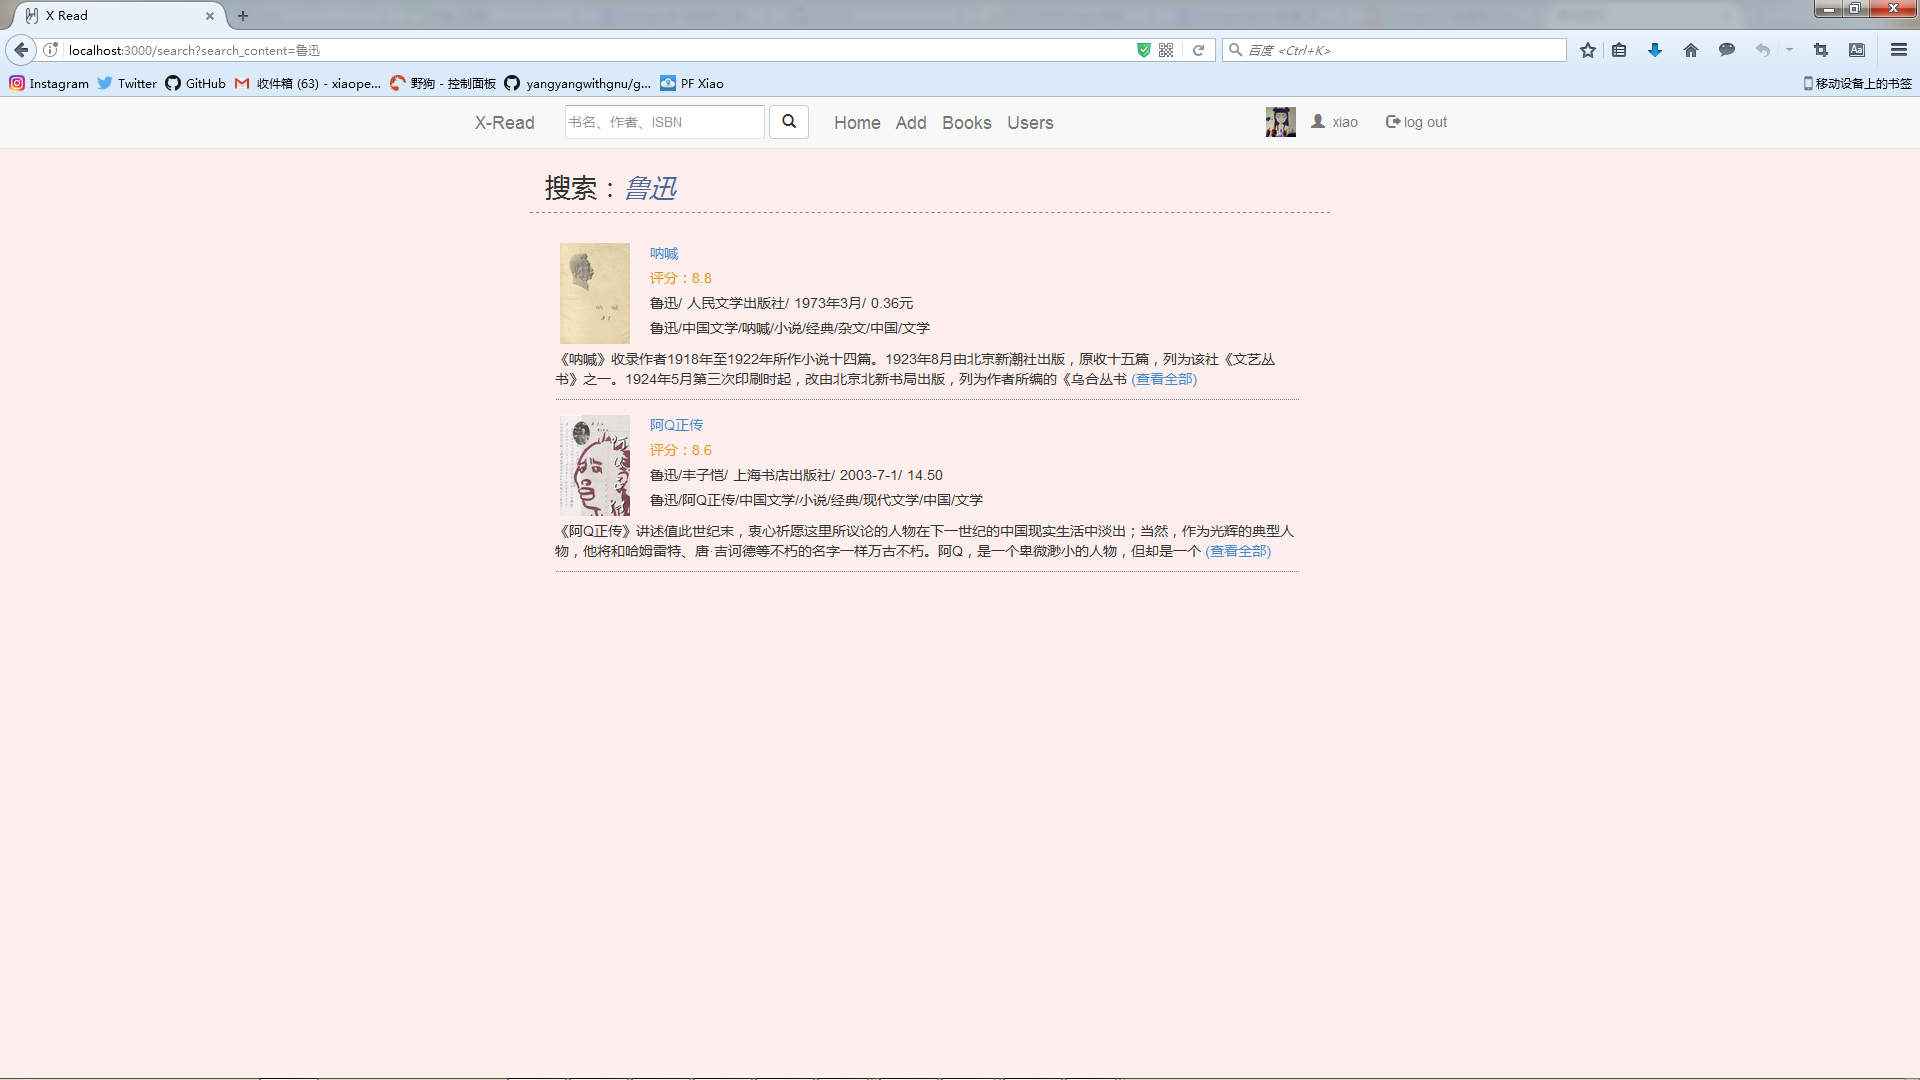 X Read
localhost:3000/search?search_content=鲁迅
百度 <Ctrl+K>
Instagram Twitter GitHub 收件箱 (63) - xiaope... 野狗 - 控制面板 yangyangwithgnu/g... PF Xiao 移动设备上的书签
X-Read 书名、作者、ISBN Home Add Books Users xiao log out
搜索：鲁迅
呐喊
评分：8.8
鲁迅/ 人民文学出版社/ 1973年3月/ 0.36元
鲁迅/中国文学/呐喊/小说/经典/杂文/中国/文学
《呐喊》收录作者1918年至1922年所作小说十四篇。1923年8月由北京新潮社出版，原收十五篇，列为该社《文艺丛
书》之一。1924年5月第三次印刷时起，改由北京北新书局出版，列为作者所编的《乌合丛书 (查看全部)
阿Q正传
评分：8.6
鲁迅/丰子恺/ 上海书店出版社/ 2003-7-1/ 14.50
鲁迅/阿Q正传/中国文学/小说/经典/现代文学/中国/文学
《阿Q正传》讲述值此世纪末，衷心祈愿这里所议论的人物在下一世纪的中国现实生活中淡出；当然，作为光辉的典型人
物，他将和哈姆雷特、唐·吉诃德等不朽的名字一样万古不朽。阿Q，是一个卑微渺小的人物，但却是一个 (查看全部)